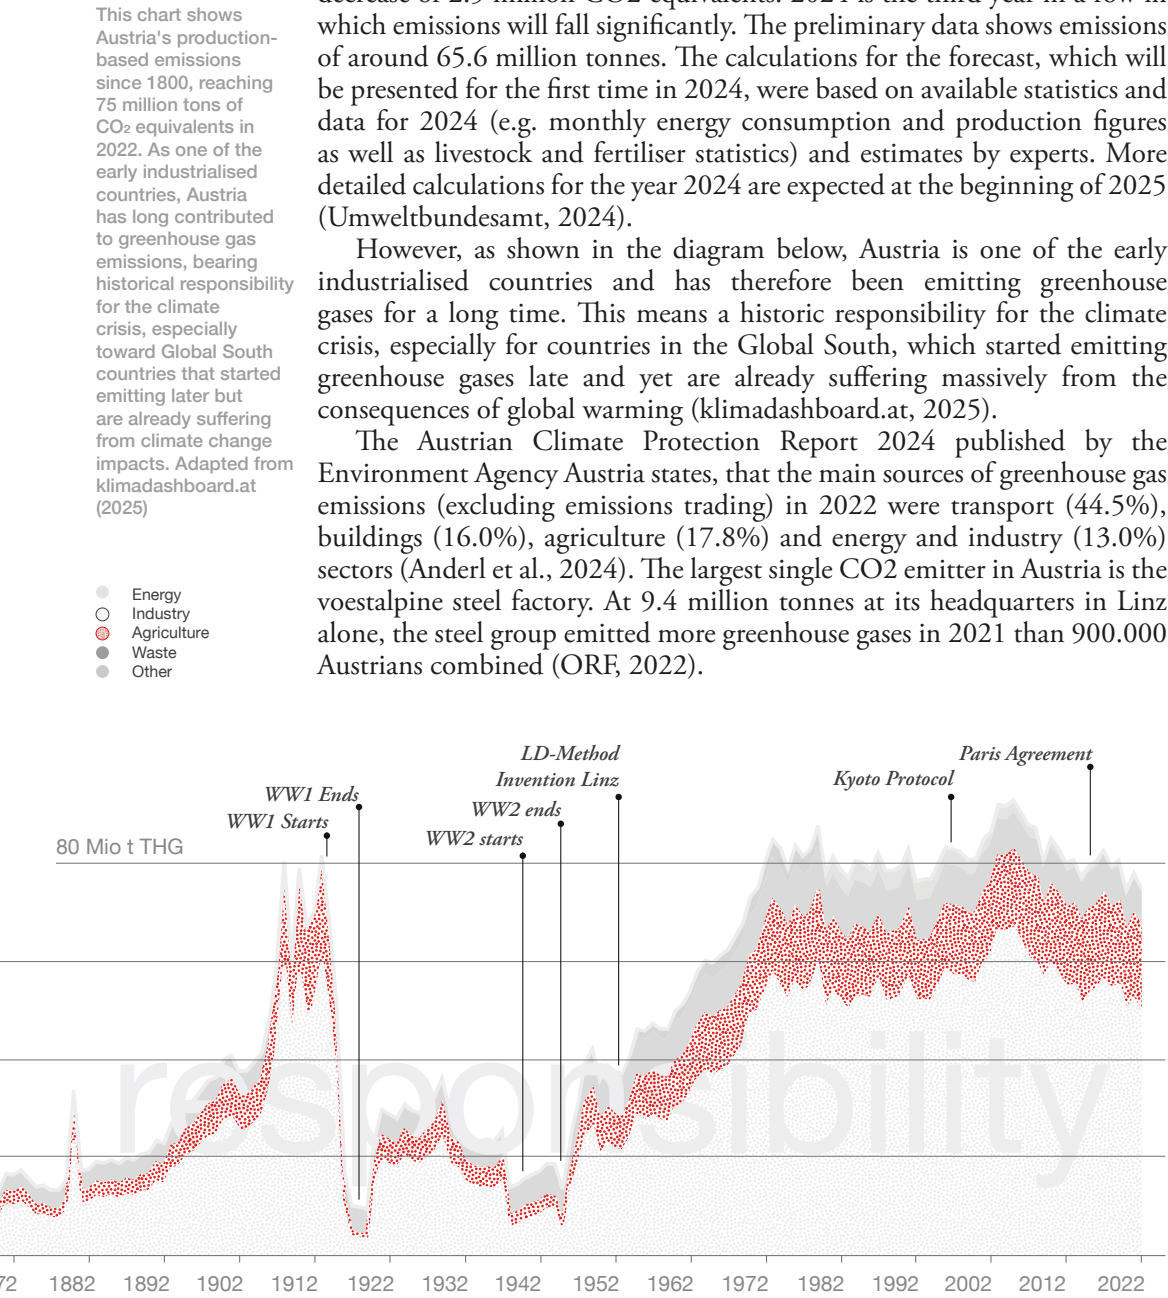 This chart shows
Austria's production-
based emissions
since 1800, reaching
75 million tons of
CO₂ equivalents in
2022. As one of the
early industrialised
countries, Austria
has long contributed
to greenhouse gas
emissions, bearing
historical responsibility
for the climate
crisis, especially
toward Global South
countries that started
emitting later but
are already suffering
from climate change
impacts. Adapted from
klimadashboard.at
(2025)
which emissions will fall significantly. The preliminary data shows emissions
of around 65.6 million tonnes. The calculations for the forecast, which will
be presented for the first time in 2024, were based on available statistics and
data for 2024 (e.g. monthly energy consumption and production figures
as well as livestock and fertiliser statistics) and estimates by experts. More
detailed calculations for the year 2024 are expected at the beginning of 2025
(Umweltbundesamt, 2024).
However, as shown in the diagram below, Austria is one of the early
industrialised countries and has therefore been emitting greenhouse
gases for a long time. This means a historic responsibility for the climate
crisis, especially for countries in the Global South, which started emitting
greenhouse gases late and yet are already suffering massively from the
consequences of global warming (klimadashboard.at, 2025).
The Austrian Climate Protection Report 2024 published by the
Environment Agency Austria states, that the main sources of greenhouse gas
emissions (excluding emissions trading) in 2022 were transport (44.5%),
buildings (16.0%), agriculture (17.8%) and energy and industry (13.0%)
sectors (Anderl et al., 2024). The largest single CO2 emitter in Austria is the
voestalpine steel factory. At 9.4 million tonnes at its headquarters in Linz
alone, the steel group emitted more greenhouse gases in 2021 than 900.000
Austrians combined (ORF, 2022).
Energy
Industry
Agriculture
Waste
Other
LD-Method
Invention Linz
Paris Agreement
Kyoto Protocol
WW1 Ends
WW1 Starts
WW2 ends
WW2 starts
80 Mio t THG
responsibility
72 1882 1892 1902 1912 1922 1932 1942 1952 1962 1972 1982 1992 2002 2012 2022